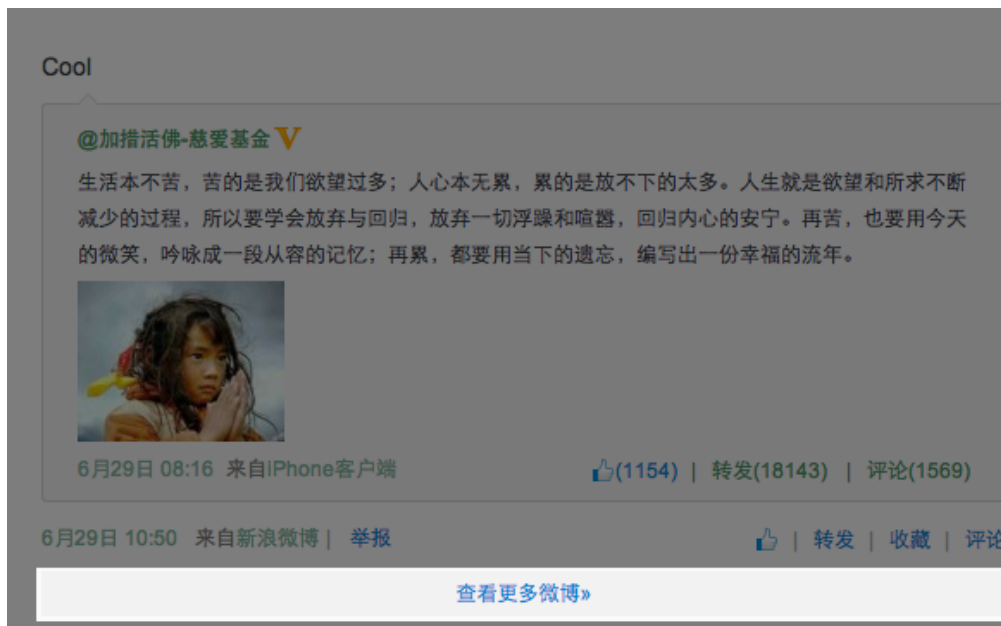 Cool
@加措活佛-慈爱基金
生活本不苦，苦的是我们欲望过多；人心本无累，累的是放不下的太多。人生就是欲望和所求不断
减少的过程，所以要学会放弃与回归，放弃一切浮躁和喧嚣，回归内心的安宁。再苦，也要用今天
的微笑，吟咏成一段从容的记忆；再累，都要用当下的遗忘，编写出一份幸福的流年。
6月29日 08:16 来自iPhone客户端 (1154) | 转发(18143) | 评论(1569)
6月29日 10:50 来自新浪微博 | 举报 | 转发 | 收藏 | 评论
查看更多微博»